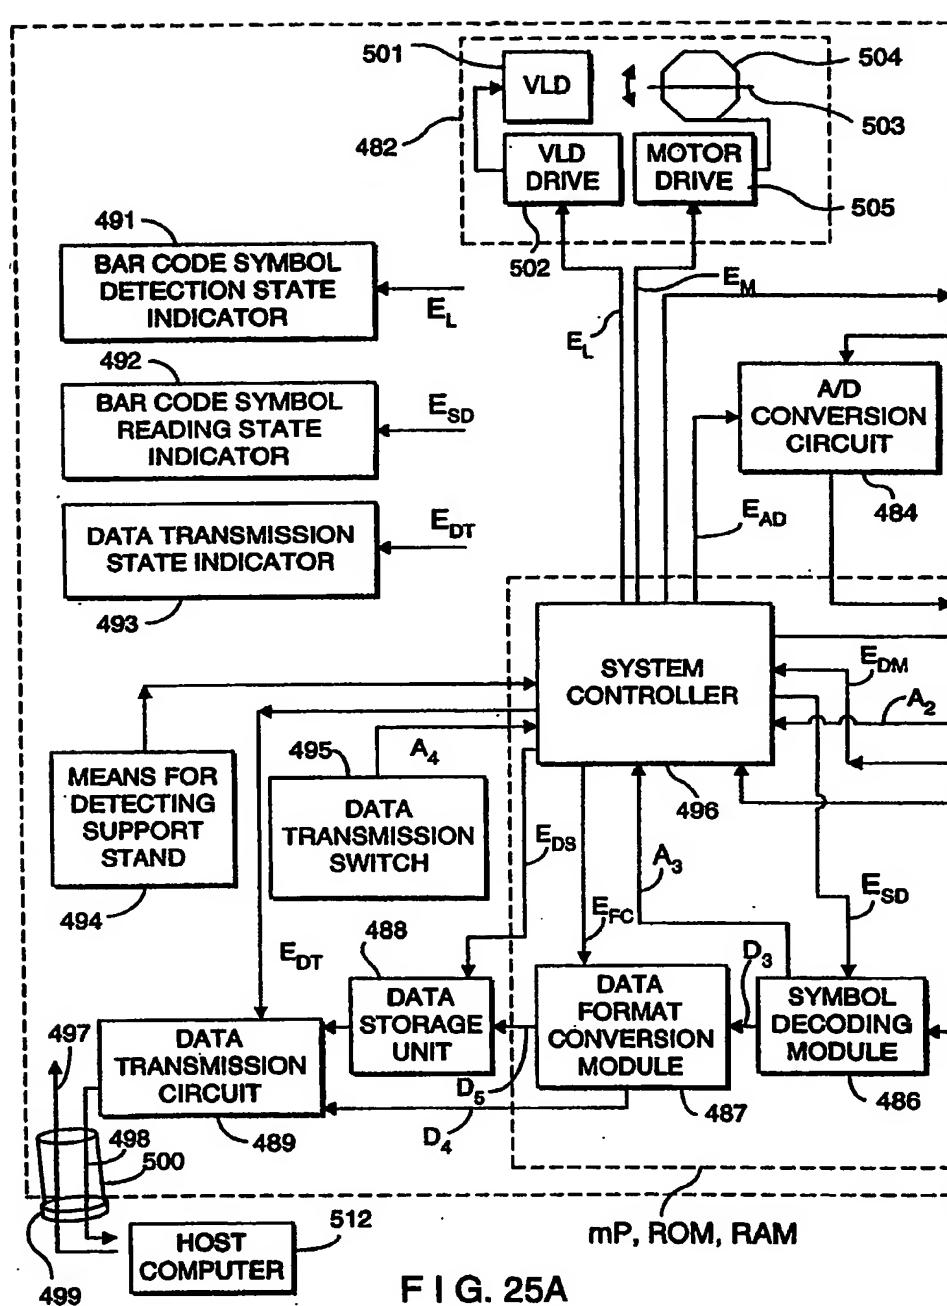 501
VLD
504
503
482
VLD
DRIVE
MOTOR
DRIVE
505
502
491
BAR CODE SYMBOL
DETECTION STATE
INDICATOR
E_L
E_M
E_L
492
BAR CODE SYMBOL
READING STATE
INDICATOR
E_SD
A/D
CONVERSION
CIRCUIT
484
E_AD
DATA TRANSMISSION
STATE INDICATOR
E_DT
493
SYSTEM
CONTROLLER
E_DM
A_2
496
MEANS FOR
DETECTING
SUPPORT
STAND
494
495
A_4
DATA
TRANSMISSION
SWITCH
E_DS
A_3
E_FC
E_SD
E_DT
488
DATA
STORAGE
UNIT
DATA
FORMAT
CONVERSION
MODULE
487
D_3
SYMBOL
DECODING
MODULE
486
D_5
D_4
497
DATA
TRANSMISSION
CIRCUIT
489
498
500
499
HOST
COMPUTER
512
mP, ROM, RAM
FIG. 25A